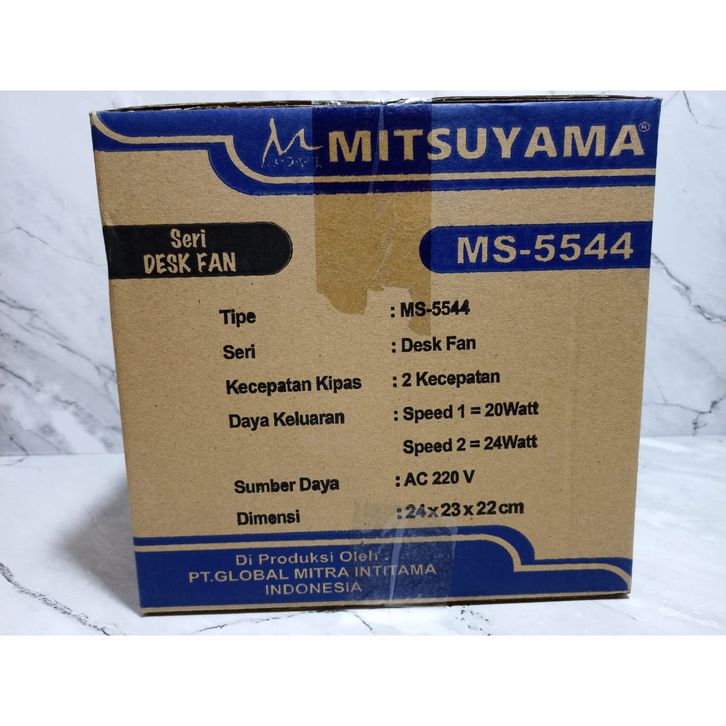 MITSUYAMA®
Seri
DESK FAN
MS-5544
Tipe : MS-5544
Seri : Desk Fan
Kecepatan Kipas : 2 Kecepatan
Daya Keluaran : Speed 1 = 20Watt
Speed 2 = 24Watt
Sumber Daya : AC 220 V
Dimensi : 24 x 23 x 22 cm
Di Produksi Oleh :
PT.GLOBAL MITRA INTITAMA
INDONESIA